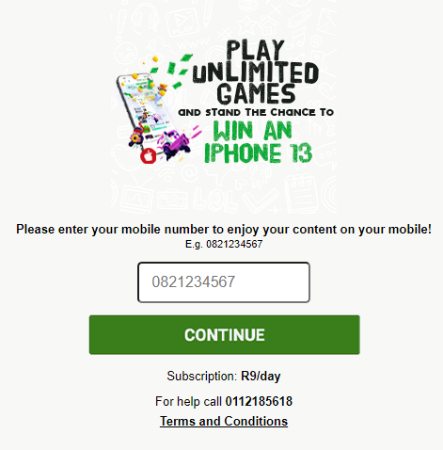 PLAY
UNLIMITED
GAMES
AND STAND THE CHANCE TO
WIN AN
IPHONE 13
Please enter your mobile number to enjoy your content on your mobile!
E.g. 0821234567
0821234567
CONTINUE
Subscription: R9/day
For help call 0112185618
Terms and Conditions